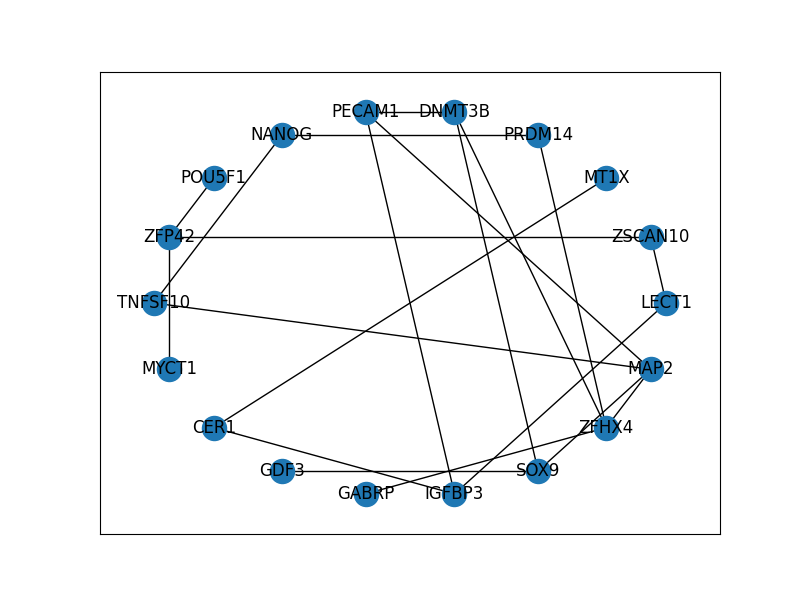 PECAM1 DNMT3B
NANOG PRDM14
POU5F1 MT1X
ZFP42 ZSCAN10
TNFSF10 LECT1
MYCT1 MAP2
CER1 ZFHX4
GDF3 SOX9
GABRP IGFBP3